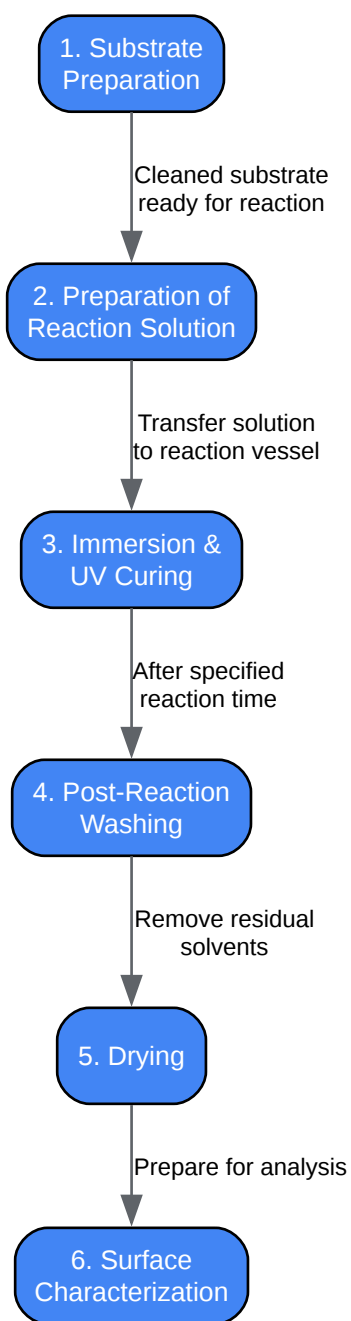 1. Substrate
Preparation
Cleaned substrate
ready for reaction
2. Preparation of
Reaction Solution
Transfer solution
to reaction vessel
3. Immersion &
UV Curing
After specified
reaction time
4. Post-Reaction
Washing
Remove residual
solvents
5. Drying
Prepare for analysis
6. Surface
Characterization